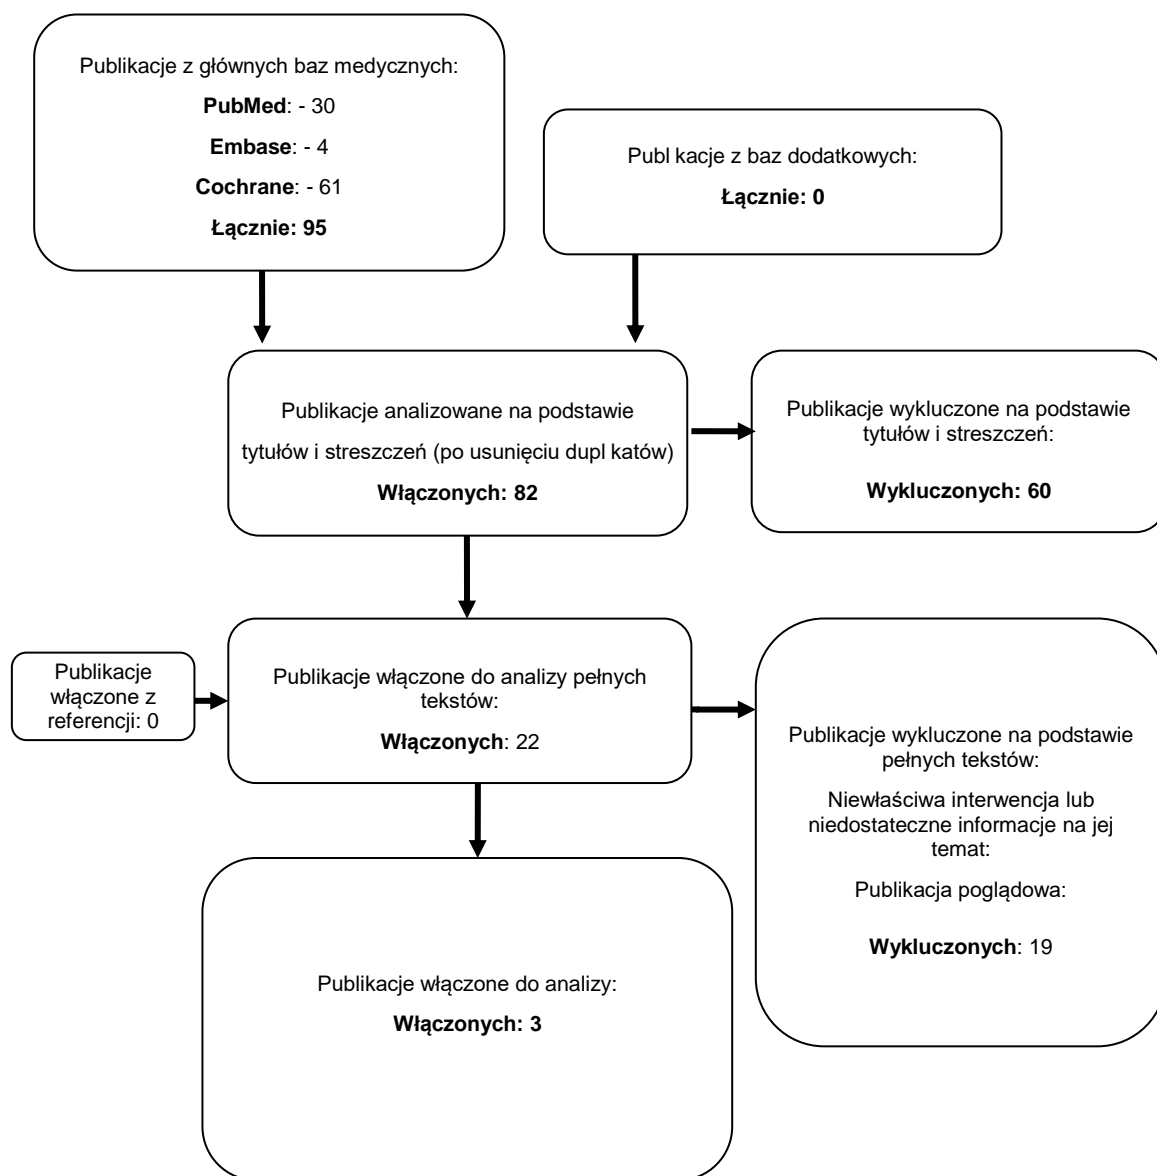 Publikacje z głównych baz medycznych:
PubMed: - 30
Embase: - 4
Cochrane: - 61
Łącznie: 95
Publ kacje z baz dodatkowych:
Łącznie: 0
Publikacje analizowane na podstawie
tytułów i streszczeń (po usunięciu dupl katów)
Włączonych: 82
Publikacje wykluczone na podstawie
tytułów i streszczeń:
Wykluczonych: 60
Publikacje
włączone z
referencji: 0
Publikacje włączone do analizy pełnych
tekstów:
Włączonych: 22
Publikacje wykluczone na podstawie
pełnych tekstów:
Niewłaściwa interwencja lub
niedostateczne informacje na jej
temat:
Publikacja poglądowa:
Wykluczonych: 19
Publikacje włączone do analizy:
Włączonych: 3